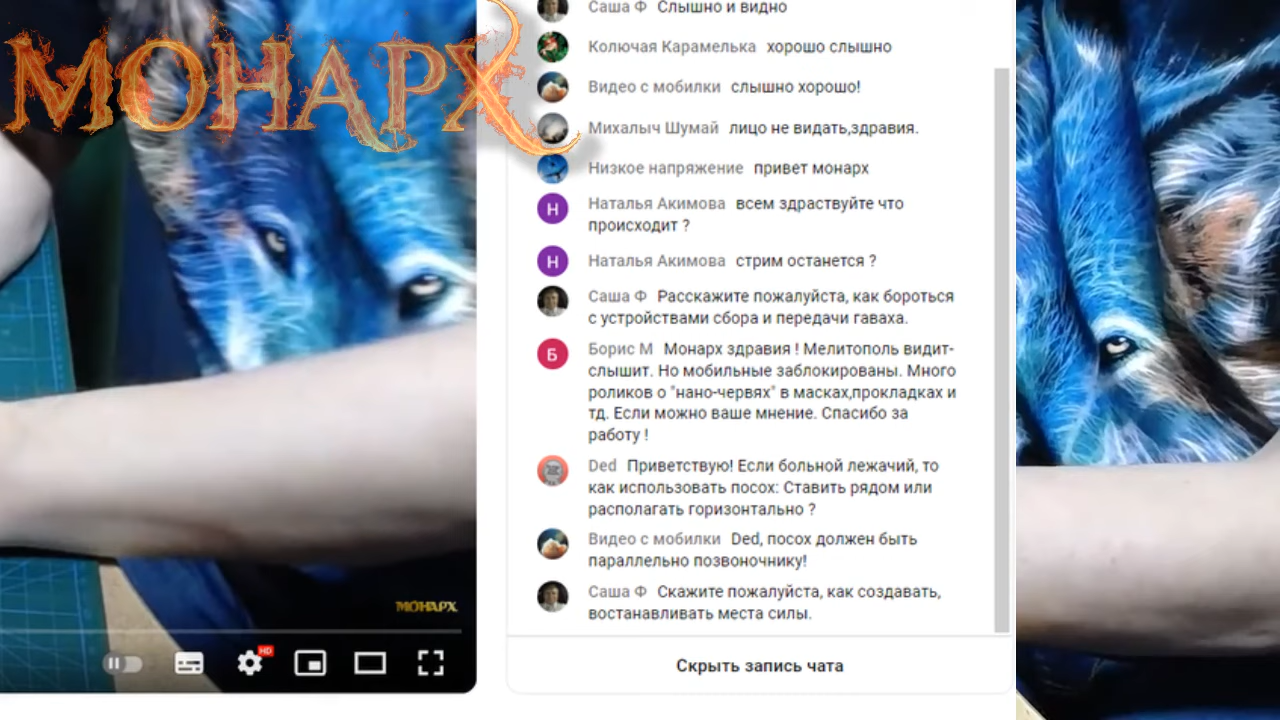 МОНАРХ
Саша Ф Слышно и видно
Колючая Карамелька хорошо слышно
Видео с мобилки слышно хорошо!
Михалыч Шумай лицо не видать,здравия.
Низкое напряжение привет монарх
Н Наталья Акимова всем здраствуйте что
происходит ?
Н Наталья Акимова стрим останется ?
Саша Ф Расскажите пожалуйста, как бороться
с устройствами сбора и передачи гаваха.
Б Борис М Монарх здравия ! Мелитополь видит-
слышит. Но мобильные заблокированы. Много
роликов о "нано-червях" в масках,прокладках и
тд. Если можно ваше мнение. Спасибо за
работу !
Ded Приветствую! Если больной лежачий, то
как использовать посох: Ставить рядом или
располагать горизонтально ?
Видео с мобилки Ded, посох должен быть
параллельно позвоночнику!
Саша Ф Скажите пожалуйста, как создавать,
востанавливать места силы.
МОНАРХ
HD
Скрыть запись чата